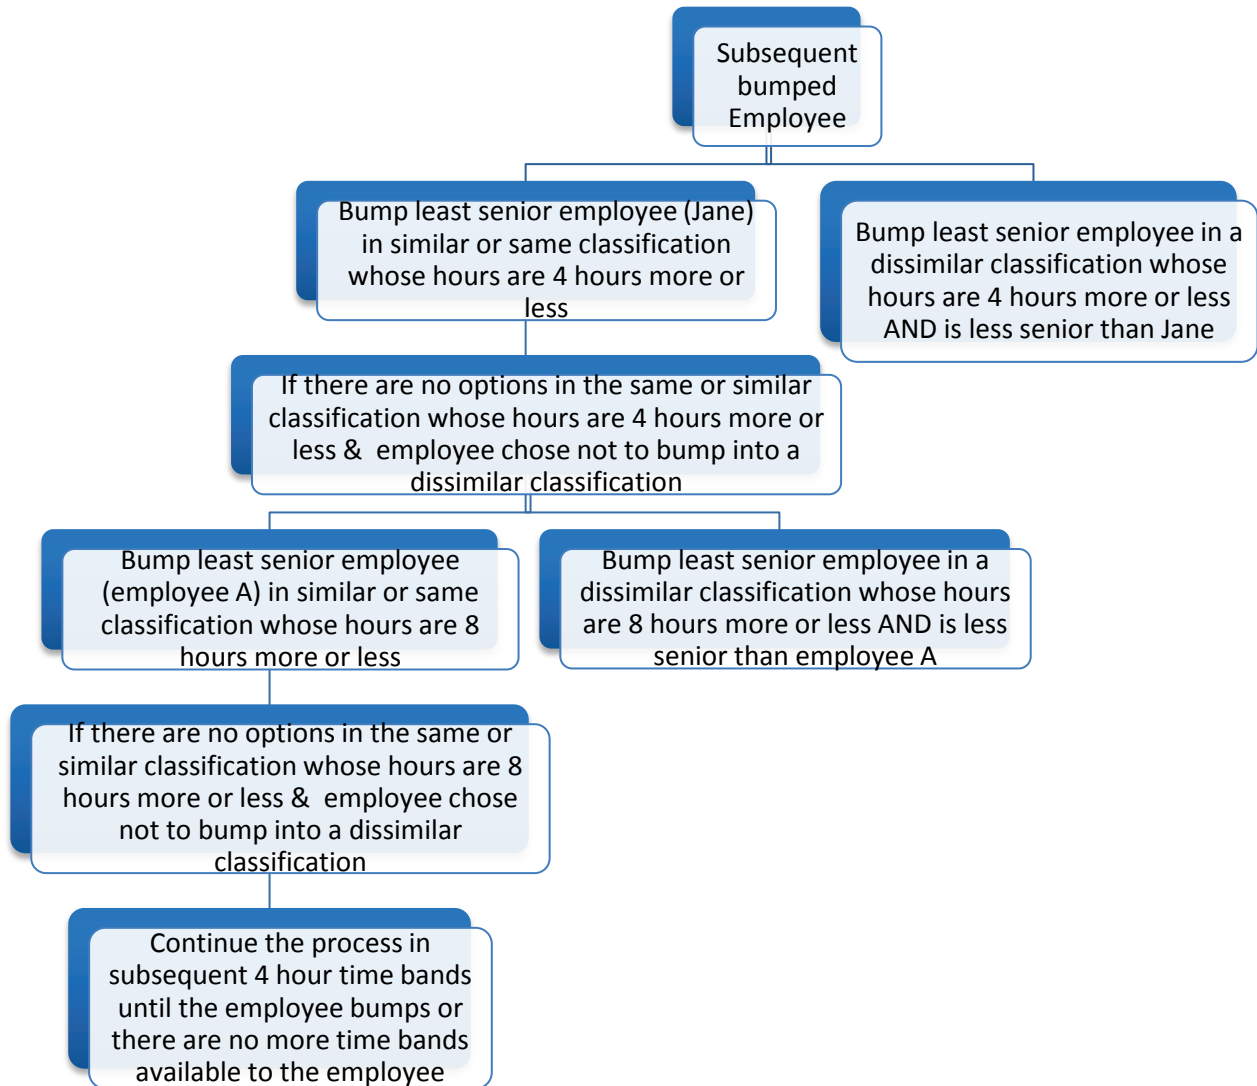 Subsequent
bumped
Employee
Bump least senior employee (Jane)
in similar or same classification
whose hours are 4 hours more or
less
Bump least senior employee in a
dissimilar classification whose
hours are 4 hours more or less
AND is less senior than Jane
If there are no options in the same or similar
classification whose hours are 4 hours more or
less & employee chose not to bump into a
dissimilar classification
Bump least senior employee
(employee A) in similar or same
classification whose hours are 8
hours more or less
Bump least senior employee in a
dissimilar classification whose hours
are 8 hours more or less AND is less
senior than employee A
If there are no options in the same or
similar classification whose hours are 8
hours more or less & employee chose
not to bump into a dissimilar
classification
Continue the process in
subsequent 4 hour time bands
until the employee bumps or
there are no more time bands
available to the employee